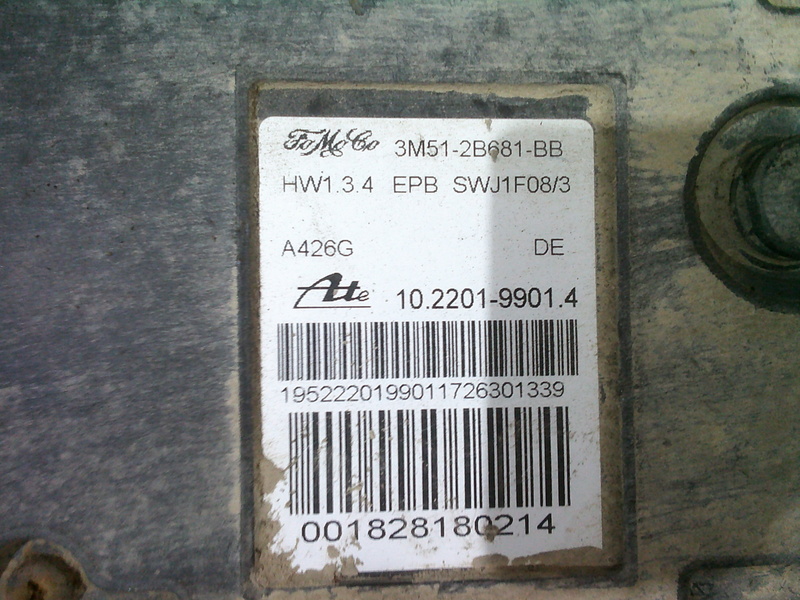 FoMoCo 3M51-2B681-BB
HW1.3.4 EPB SWJ1F08/3
A426G DE
Ate 10.2201-9901.4
1952220199011726301339
001828180214